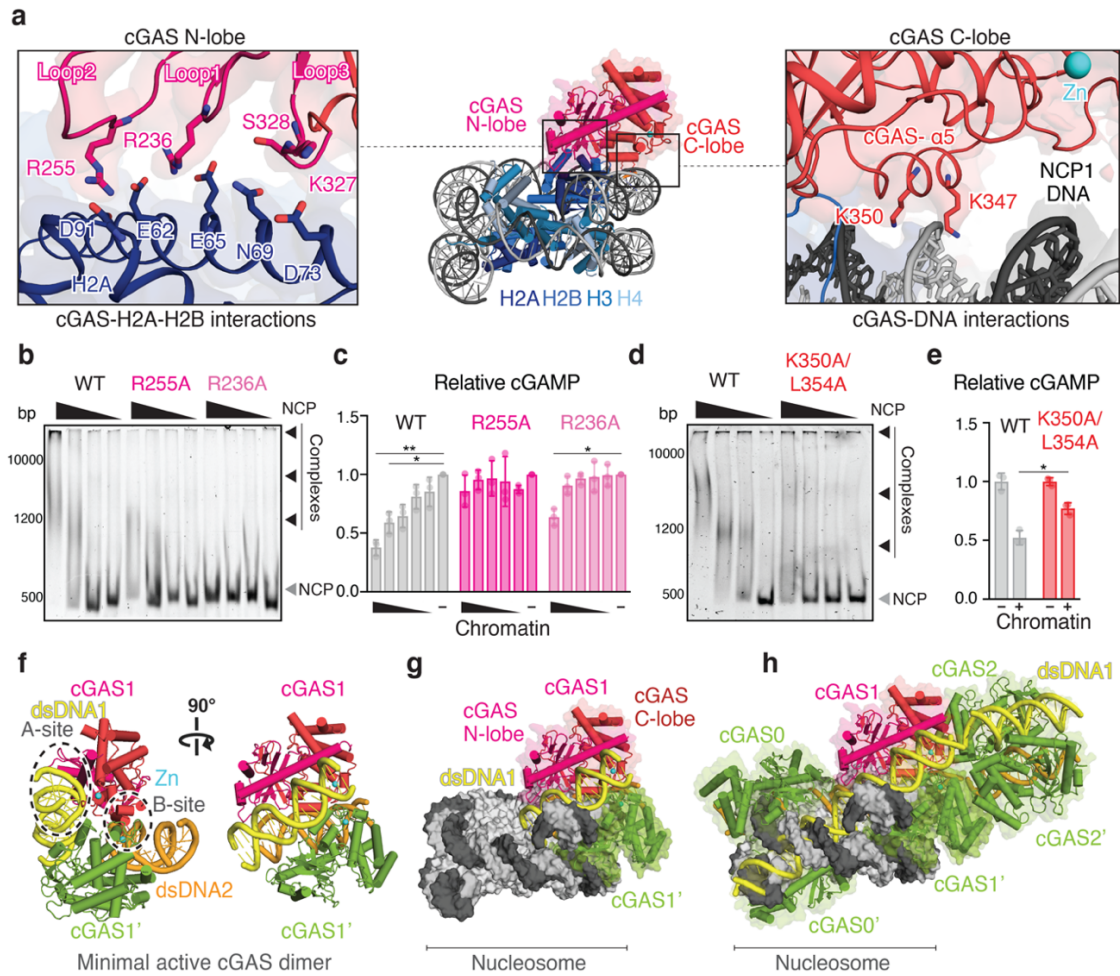 a
cGAS N-lobe
Loop2
Loop1
Loop3
R236
S328
R255
K327
D91
E62
E65
N69
D73
H2A
cGAS-H2A-H2B interactions
cGAS
N-lobe
cGAS
C-lobe
H2A H2B H3 H4
cGAS C-lobe
Zn
cGAS- α5
NCP1
DNA
K350
K347
cGAS-DNA interactions
b
WT R255A R236A
bp
NCP
10000
1200
500
Complexes
NCP
c
Relative cGAMP
WT R255A R236A
1.5
1.0
0.5
0.0
**
*
*
– – –
Chromatin
d
WT
K350A/
L354A
bp
NCP
10000
1200
500
Complexes
NCP
e
Relative cGAMP
WT
K350A/
L354A
1.5
1.0
0.5
0.0
*
– + – +
Chromatin
f
cGAS1
dsDNA1
A-site
Zn
B-site
dsDNA2
cGAS1'
90°
cGAS1
cGAS1'
Minimal active cGAS dimer
g
cGAS1
cGAS
N-lobe
cGAS
C-lobe
dsDNA1
cGAS1'
Nucleosome
h
cGAS2
dsDNA1
cGAS1
cGAS0
cGAS2'
cGAS1'
cGAS0'
Nucleosome